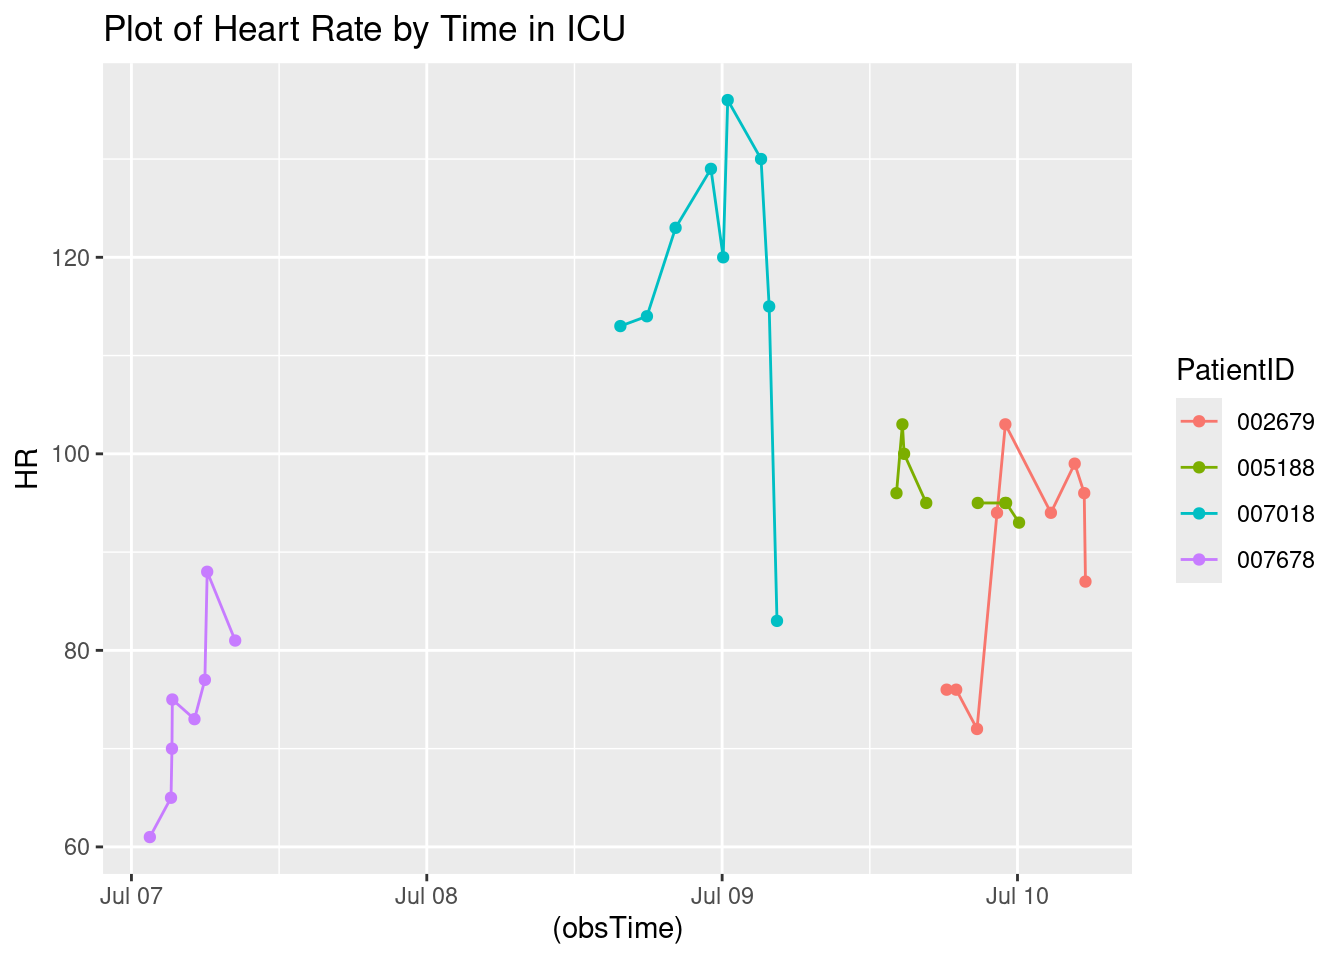 Plot of Heart Rate by Time in ICU
HR
120
100
80
60
Jul 07
Jul 08
Jul 09
Jul 10
(obsTime)
PatientID
002679
005188
007018
007678